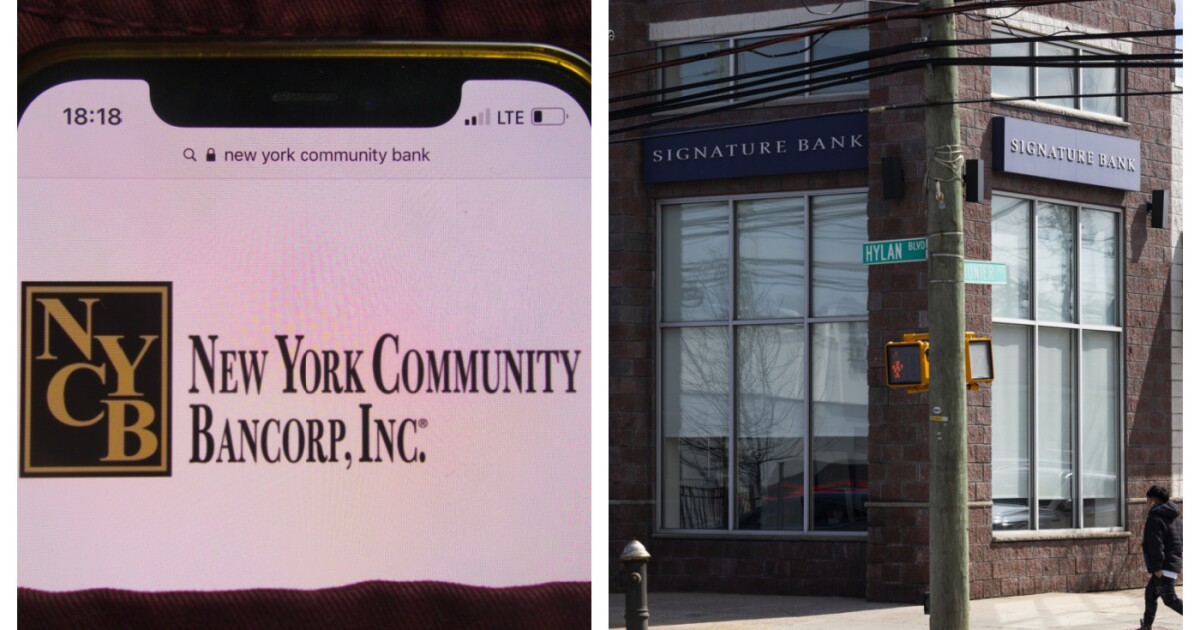 18:18
LTE
new york community bank
NYCB
NEW YORK COMMUNITY
BANCORP, INC.®
SIGNATURE BANK
SIGNATURE BANK
HYLAN BLVD